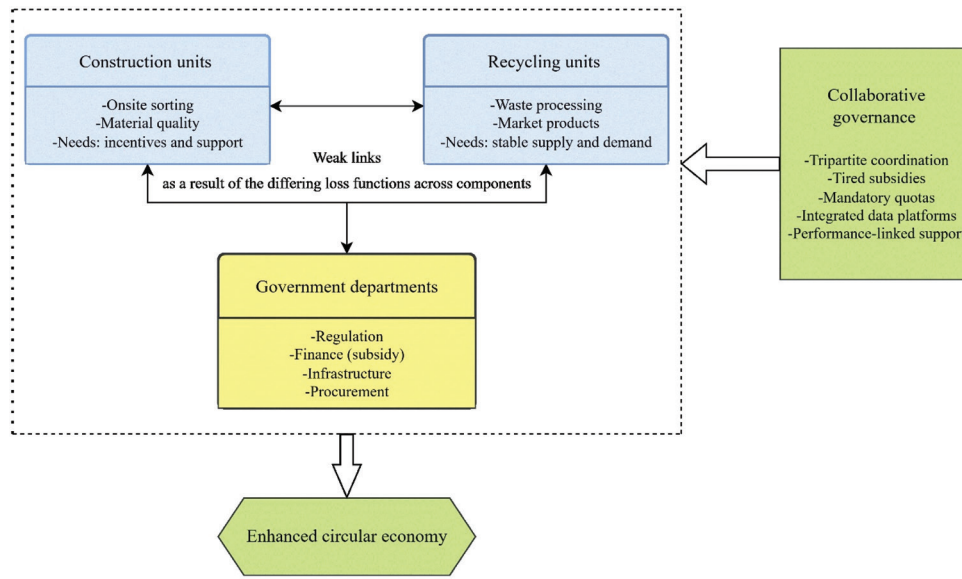 Construction units
-Onsite sorting
-Material quality
-Needs: incentives and support
Recycling units
-Waste processing
-Market products
-Needs: stable supply and demand
Weak links
as a result of the differing loss functions across components
Government departments
-Regulation
-Finance (subsidy)
-Infrastructure
-Procurement
Collaborative
governance
-Tripartite coordination
-Tired subsidies
-Mandatory quotas
-Integrated data platforms
-Performance-linked support
Enhanced circular economy